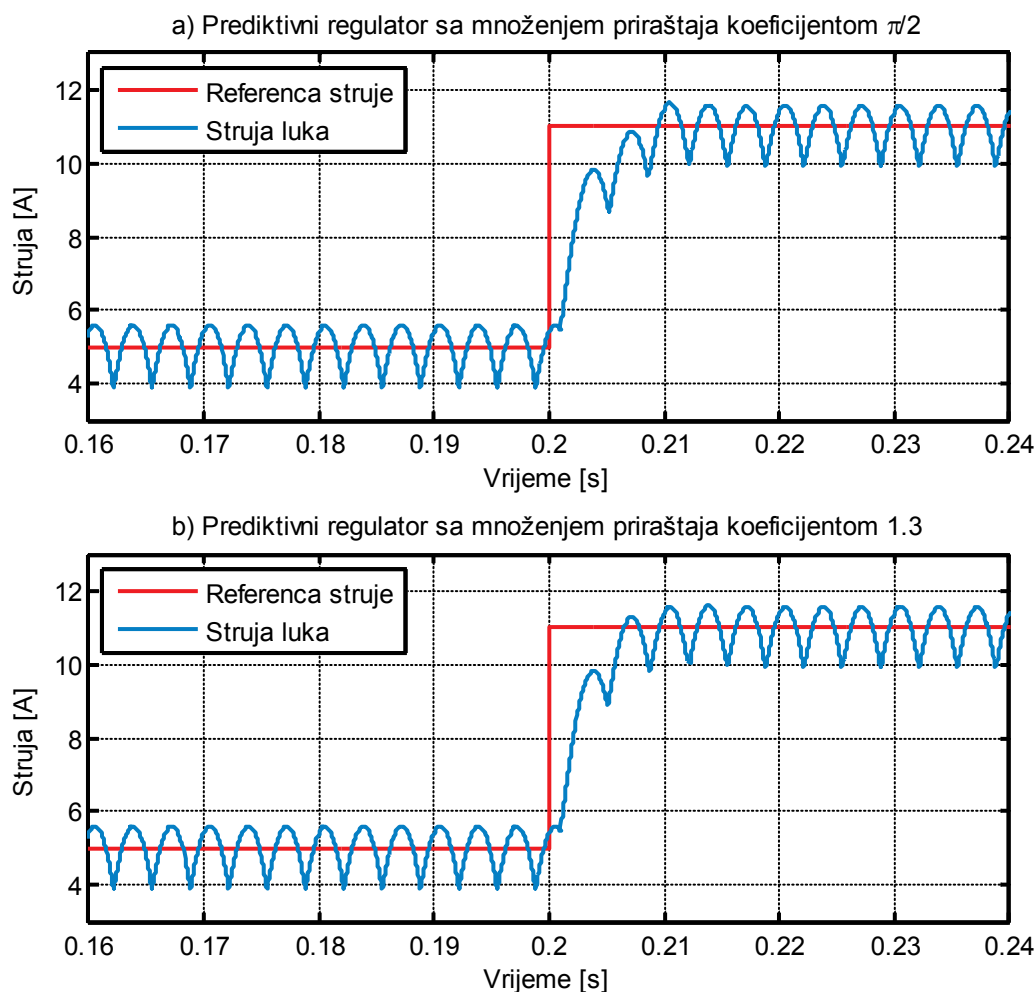 a) Prediktivni regulator sa množenjem priraštaja koeficijentom π/2
Referenca struje
Struja luka
Struja [A]
12
10
8
6
4
0.16 0.17 0.18 0.19 0.2 0.21 0.22 0.23 0.24
Vrijeme [s]
b) Prediktivni regulator sa množenjem priraštaja koeficijentom 1.3
Referenca struje
Struja luka
Struja [A]
12
10
8
6
4
0.16 0.17 0.18 0.19 0.2 0.21 0.22 0.23 0.24
Vrijeme [s]